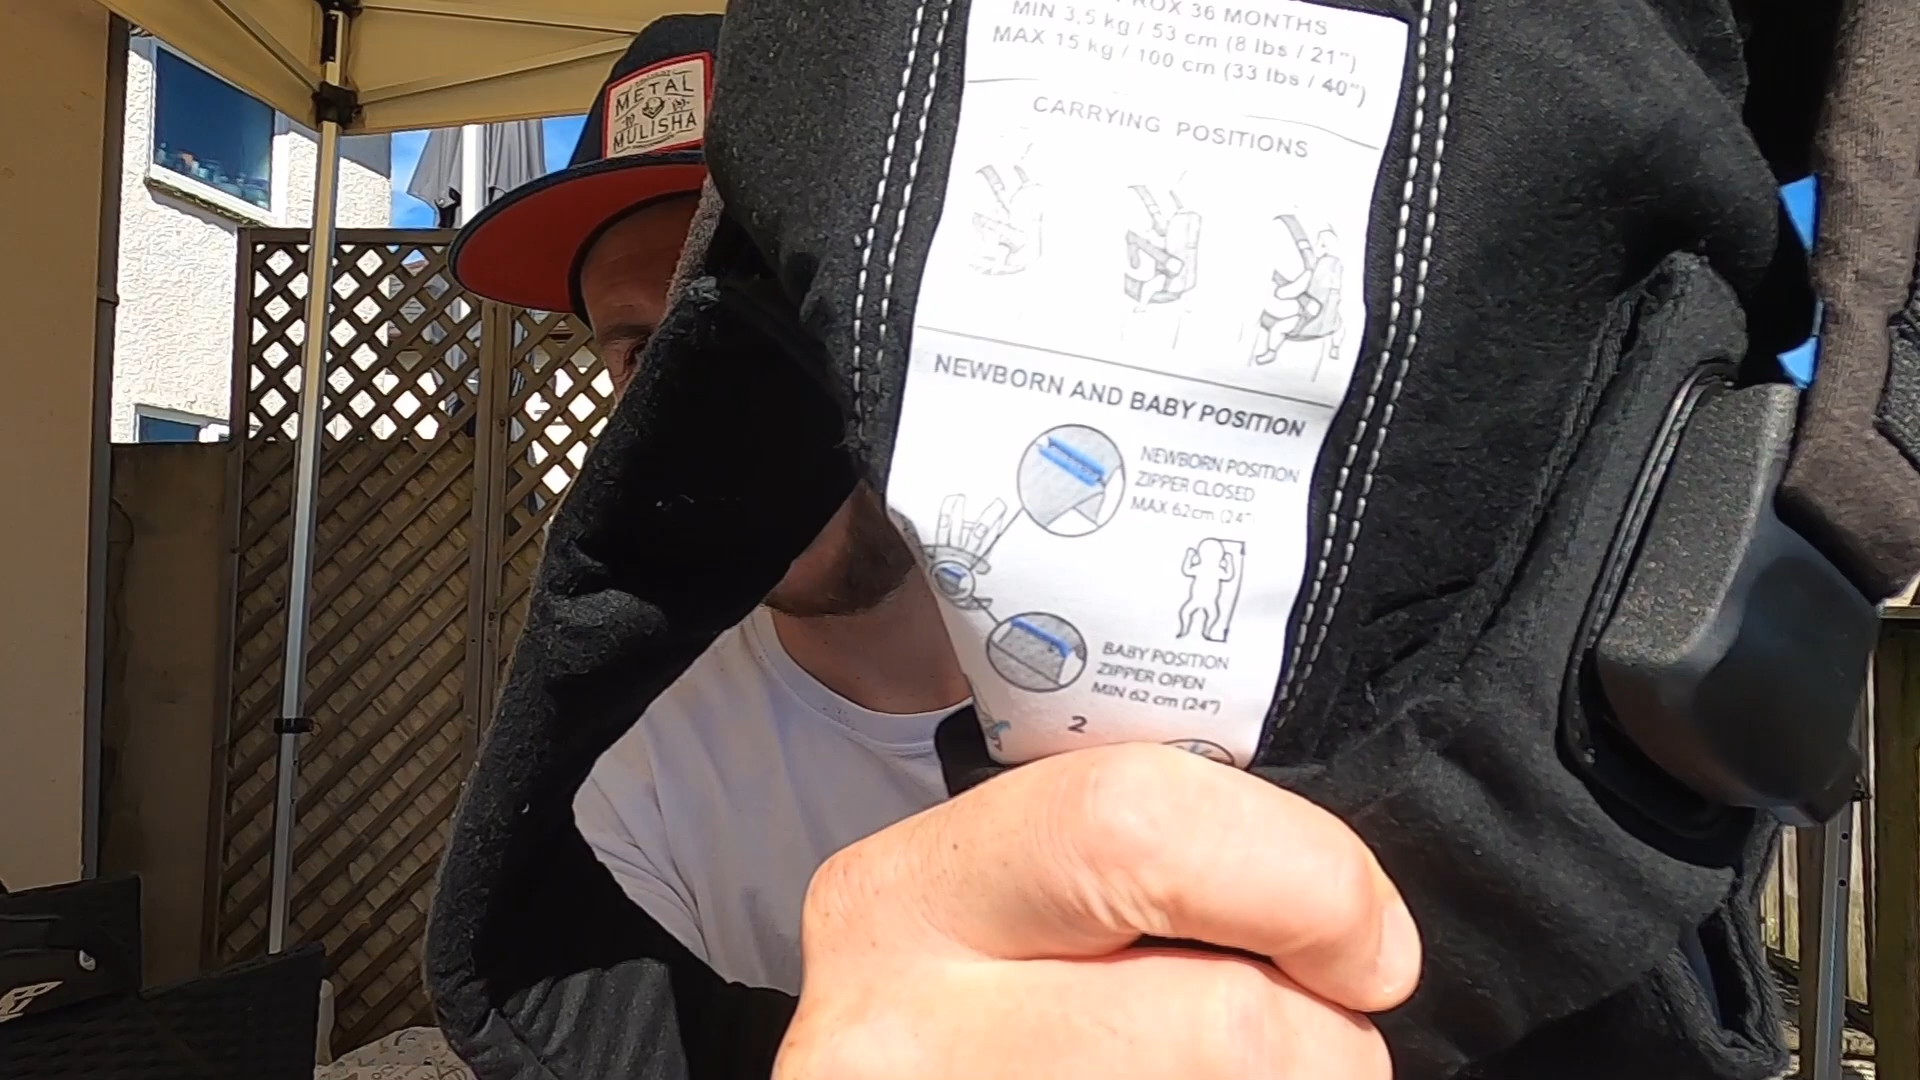 METAL
MULISHA
36 MONTHS
MIN 3,5 kg / 53 cm (8 lbs / 21")
MAX 15 kg / 100 cm (33 lbs / 40")
CARRYING POSITIONS
NEWBORN AND BABY POSITION
NEWBORN POSITION
ZIPPER CLOSED
MAX 62cm (24"
BABY POSITION
ZIPPER OPEN
MIN 62 cm (24")
2